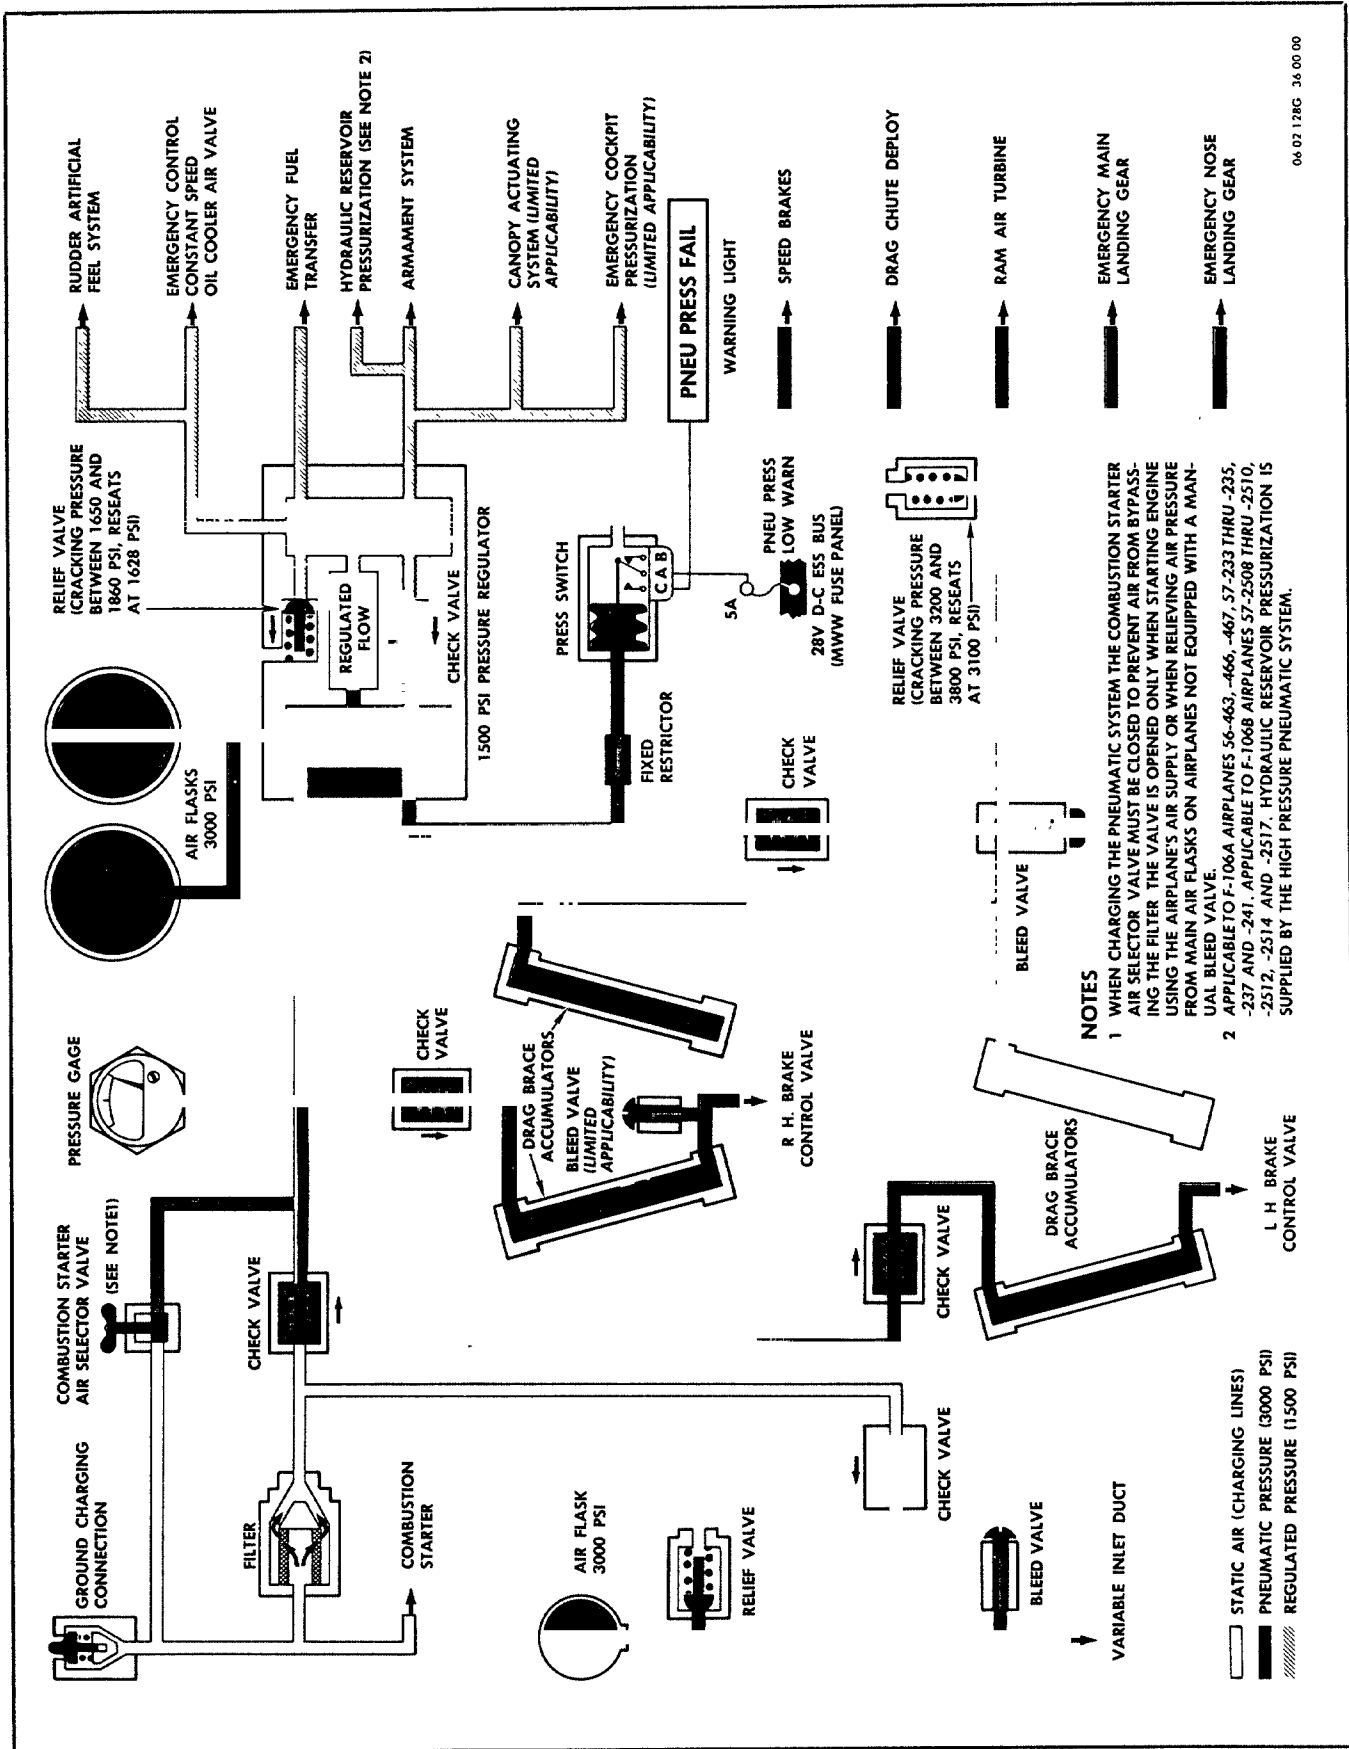 GROUND CHARGING
CONNECTION
COMBUSTION STARTER
AIR SELECTOR VALVE
(SEE NOTE1)
PRESSURE GAGE
AIR FLASKS
3000 PSI
RELIEF VALVE
(CRACKING PRESSURE
BETWEEN 1650 AND
1860 PSI, RESEATS
AT 1628 PSI)
RUDDER ARTIFICIAL
FEEL SYSTEM
EMERGENCY CONTROL
CONSTANT SPEED
OIL COOLER AIR VALVE
EMERGENCY FUEL
TRANSFER
HYDRAULIC RESERVOIR
PRESSURIZATION (SEE NOTE 2)
ARMAMENT SYSTEM
CANOPY ACTUATING
SYSTEM (LIMITED
APPLICABILITY)
EMERGENCY COCKPIT
PRESSURIZATION
(LIMITED APPLICABILITY)
FILTER
CHECK VALVE
REGULATED
FLOW
CHECK VALVE
1500 PSI PRESSURE REGULATOR
COMBUSTION
STARTER
CHECK
VALVE
PRESS SWITCH
C A B
PNEU PRESS FAIL
WARNING LIGHT
FIXED
RESTRICTOR
AIR FLASK
3000 PSI
DRAG BRACE
ACCUMULATORS
BLEED VALVE
(LIMITED
APPLICABILITY)
RELIEF VALVE
R H. BRAKE
CONTROL VALVE
CHECK
VALVE
5A
PNEU PRESS
LOW WARN
28V D-C ESS BUS
(MWW FUSE PANEL)
SPEED BRAKES
CHECK VALVE
CHECK VALVE
RELIEF VALVE
(CRACKING PRESSURE
BETWEEN 3200 AND
3800 PSI, RESEATS
AT 3100 PSI)
DRAG CHUTE DEPLOY
BLEED VALVE
DRAG BRACE
ACCUMULATORS
BLEED VALVE
RAM AIR TURBINE
VARIABLE INLET DUCT
EMERGENCY MAIN
LANDING GEAR
EMERGENCY NOSE
LANDING GEAR
L H BRAKE
CONTROL VALVE
NOTES
1 WHEN CHARGING THE PNEUMATIC SYSTEM THE COMBUSTION STARTER
AIR SELECTOR VALVE MUST BE CLOSED TO PREVENT AIR FROM BYPASS-
ING THE FILTER THE VALVE IS OPENED ONLY WHEN STARTING ENGINE
USING THE AIRPLANE'S AIR SUPPLY OR WHEN RELIEVING AIR PRESSURE
FROM MAIN AIR FLASKS ON AIRPLANES NOT EQUIPPED WITH A MAN-
UAL BLEED VALVE.
2 APPLICABLE TO F-106A AIRPLANES 56-463, -466, -467, 57-233 THRU -235,
-237 AND -241. APPLICABLE TO F-106B AIRPLANES 57-2508 THRU -2510,
-2512, -2514 AND -2517. HYDRAULIC RESERVOIR PRESSURIZATION IS
SUPPLIED BY THE HIGH PRESSURE PNEUMATIC SYSTEM.
STATIC AIR (CHARGING LINES)
PNEUMATIC PRESSURE (3000 PSI)
REGULATED PRESSURE (1500 PSI)
06 02 128G 36 00 00